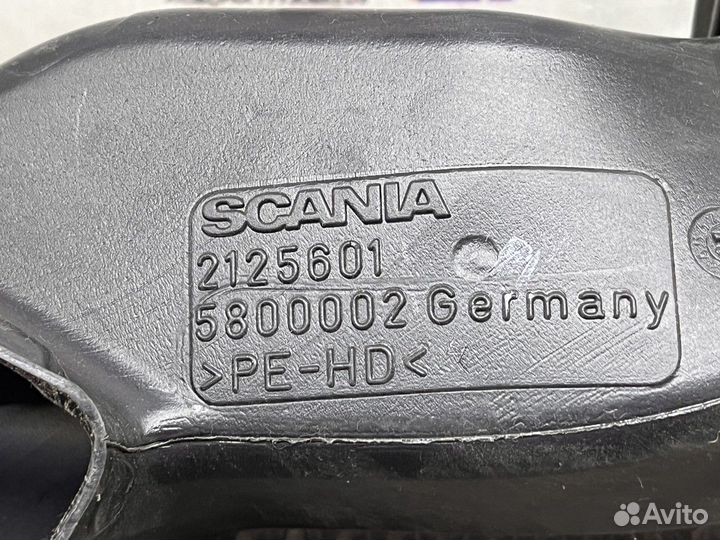 SCANIA
2125601
5800002 Germany
>PE-HD<
Avito